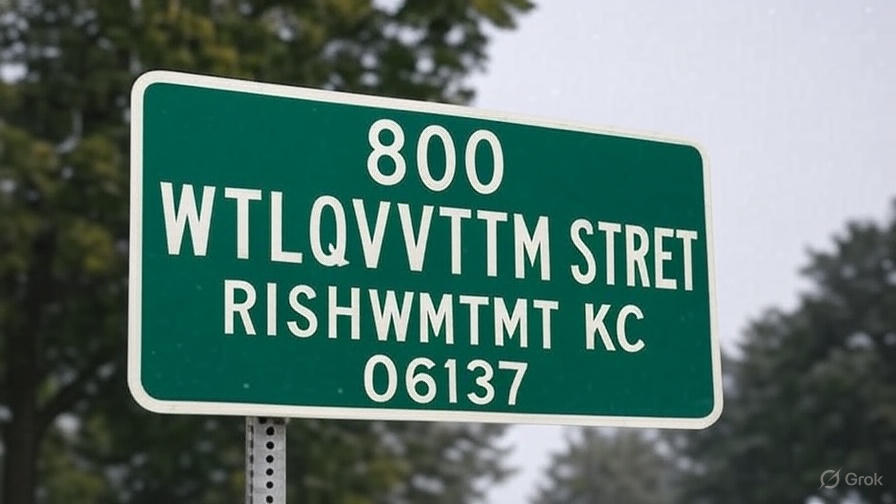 800
WTLQVVTTM STRET
RISHWMTMT KC
06137
Grok